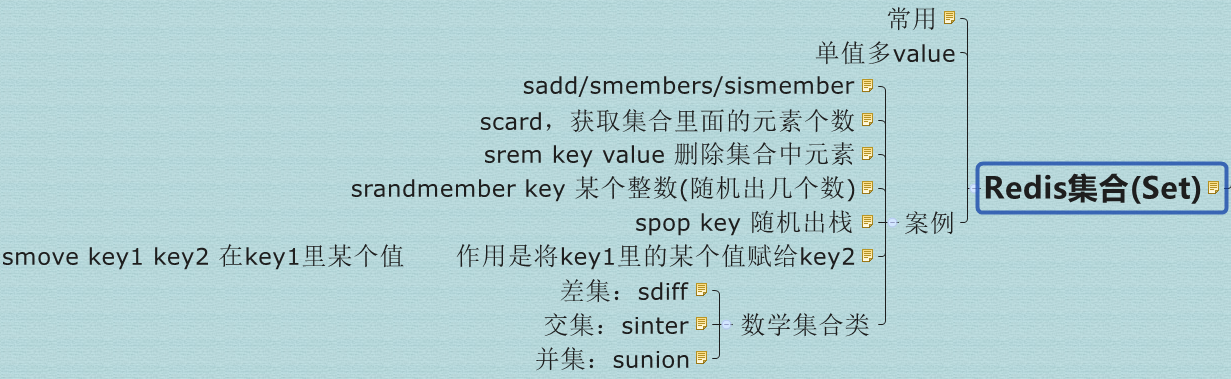 常用
单值多value
sadd/smembers/sismember
scard，获取集合里面的元素个数
srem key value 删除集合中元素
srandmember key 某个整数(随机出几个数)
Redis集合(Set)
spop key 随机出栈
案例
smove key1 key2 在key1里某个值 作用是将key1里的某个值赋给key2
差集：sdiff
交集：sinter
数学集合类
并集：sunion